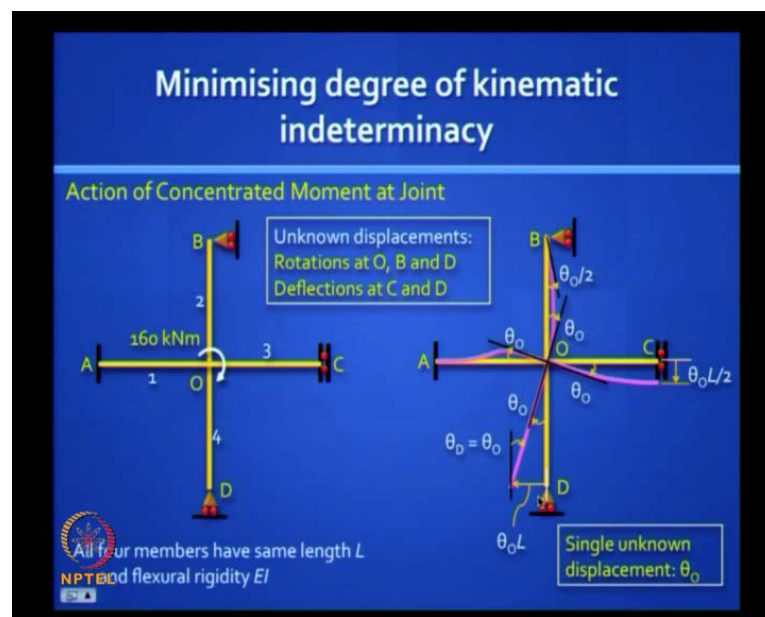 Minimising degree of kinematic
indeterminacy
Action of Concentrated Moment at Joint
B
Unknown displacements:
Rotations at O, B and D
Deflections at C and D
2
160 kNm
3
A
C
1
O
4
D
B
θO/2
θO
θO
O
C
A
θO
θOL/2
θO
θD = θO
D
θOL
All four members have same length L
and flexural rigidity EI
NPTEL
Single unknown
displacement: θO